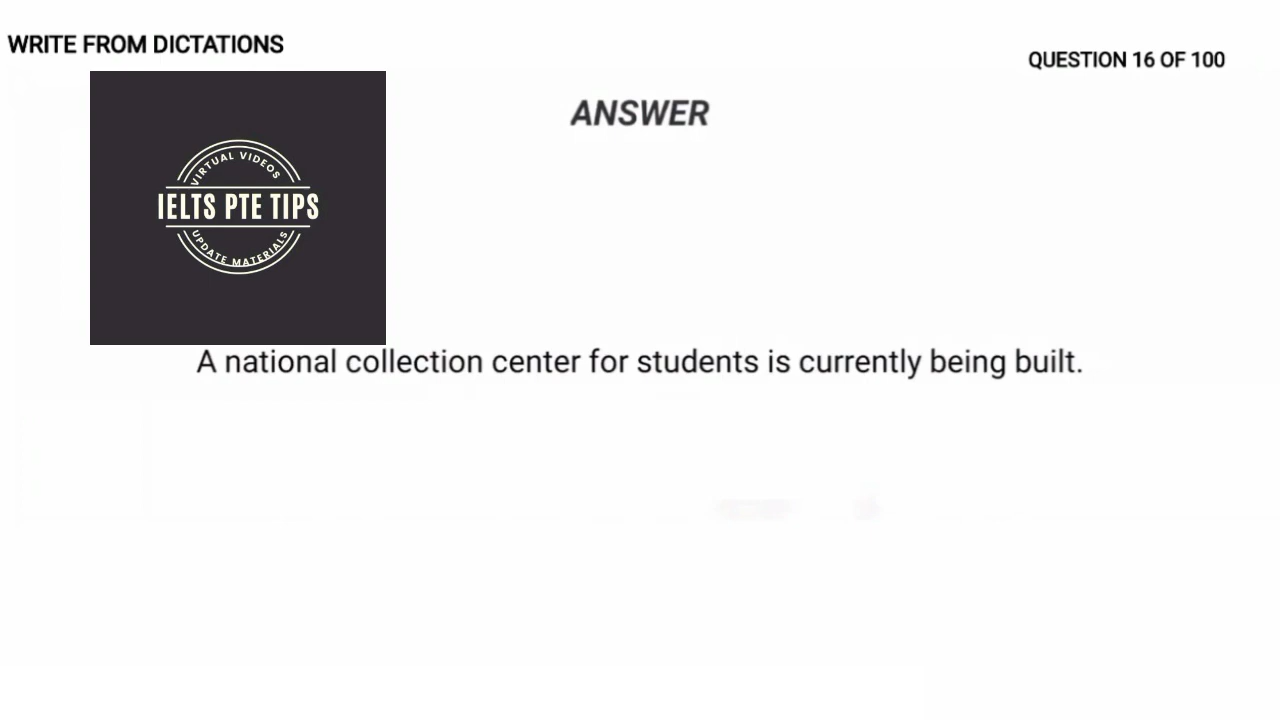 WRITE FROM DICTATIONS
QUESTION 16 OF 100
ANSWER
VIRTUAL VIDEOS
IELTS PTE TIPS
UPDATE MATERIALS
A national collection center for students is currently being built.